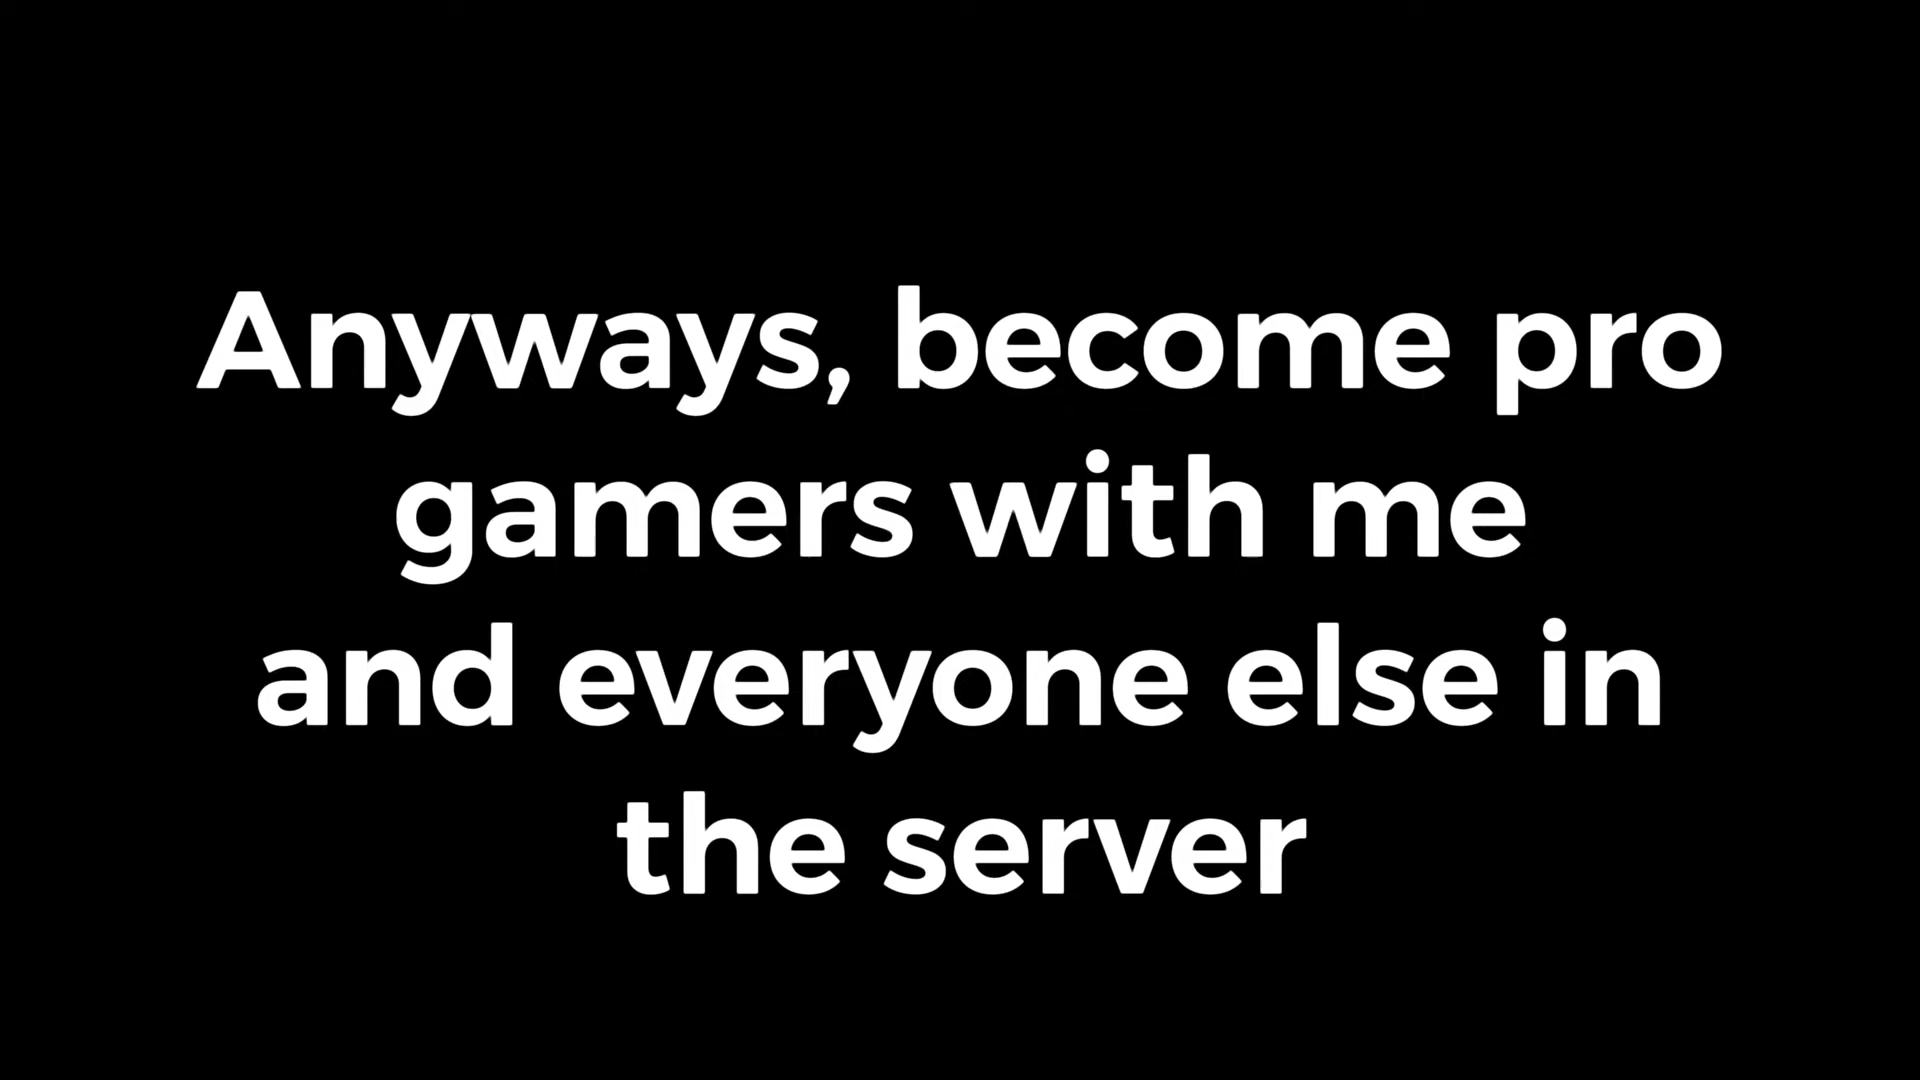 Anyways, become pro
gamers with me
and everyone else in
the server